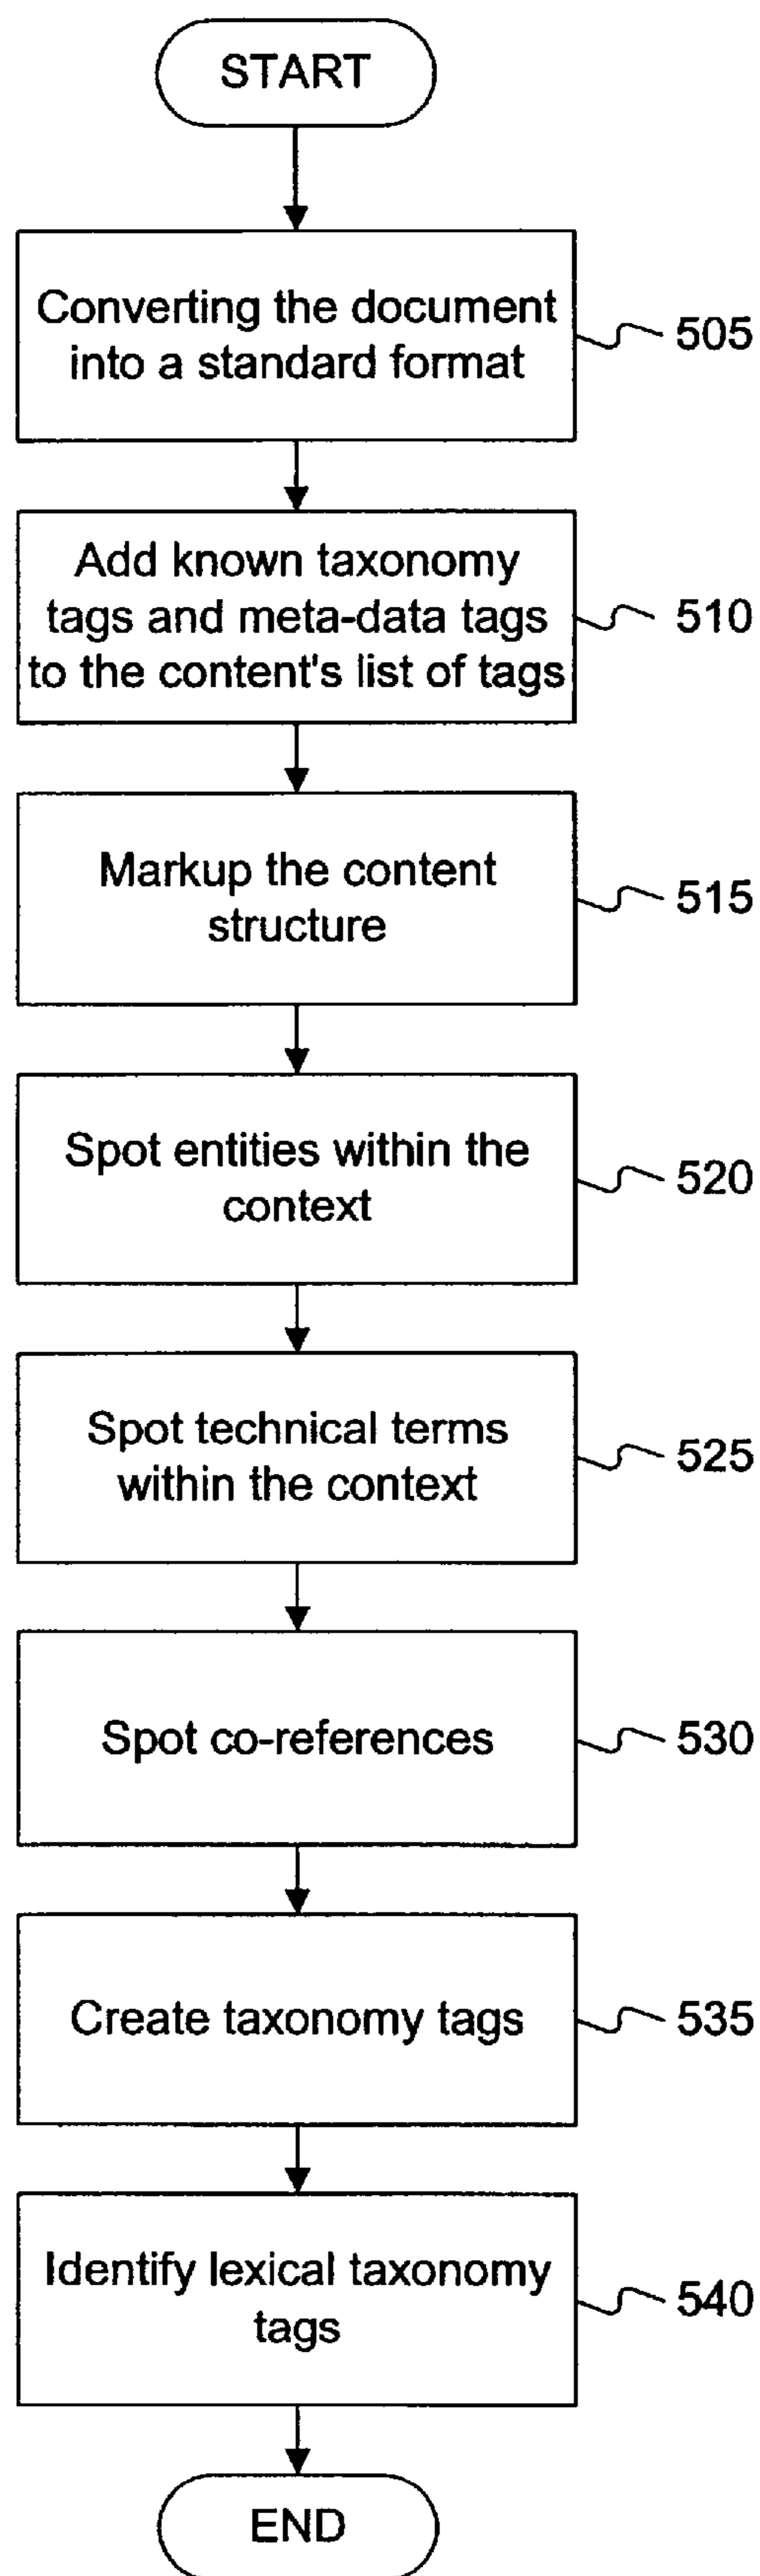 START
Converting the document
into a standard format
505
Add known taxonomy
tags and meta-data tags
to the content's list of tags
510
Markup the content
structure
515
Spot entities within the
context
520
Spot technical terms
within the context
525
Spot co-references
530
Create taxonomy tags
535
Identify lexical taxonomy
tags
540
END